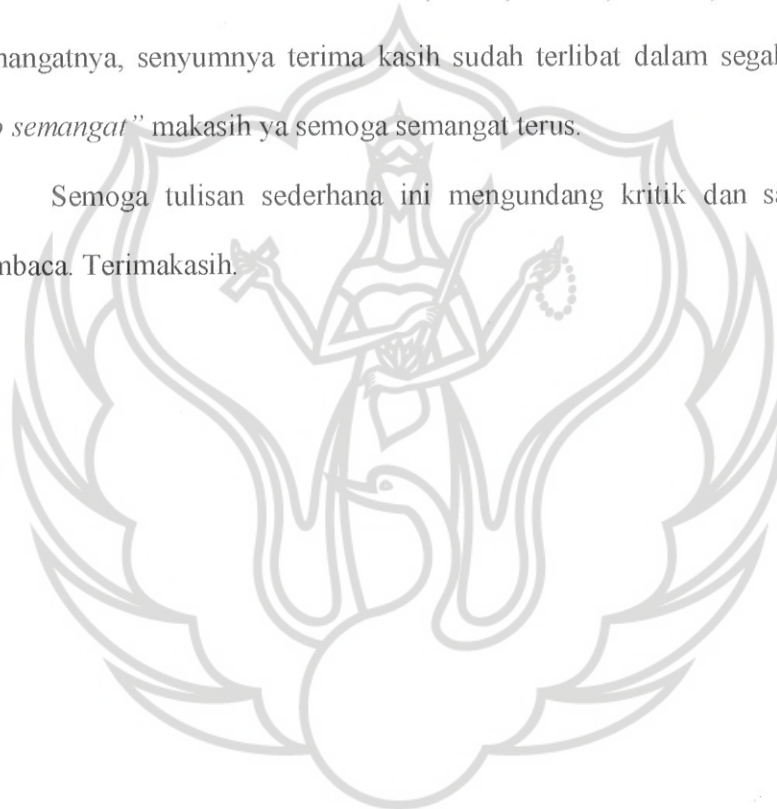 mangatnya, senyumnya terima kasih sudah terlibat dalam segal
semangat” makasih ya semoga semangat terus.
Semoga tulisan sederhana ini mengundang kritik dan sa
mbaca. Terimakasih.